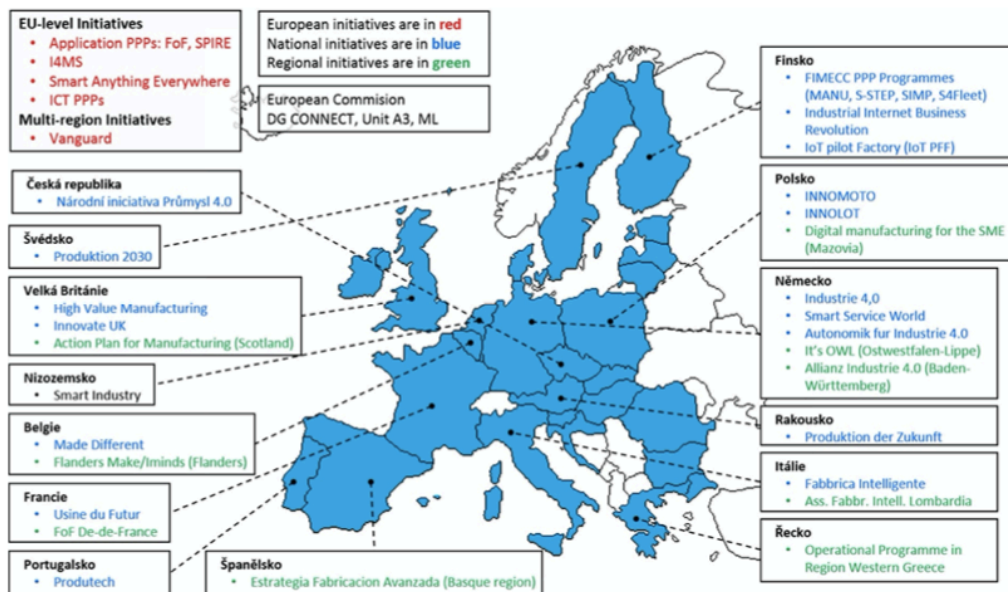 EU-level Initiatives
• Application PPPs: FoF, SPIRE
• I4MS
• Smart Anything Everywhere
• ICT PPPs
Multi-region Initiatives
• Vanguard
European initiatives are in red
National initiatives are in blue
Regional initiatives are in green
European Commision
DG CONNECT, Unit A3, ML
Česká republika
• Národní iniciativa Průmysl 4.0
Švédsko
• Produktion 2030
Velká Británie
• High Value Manufacturing
• Innovate UK
• Action Plan for Manufacturing (Scotland)
Nizozemsko
• Smart Industry
Belgie
• Made Different
• Flanders Make/Iminds (Flanders)
Francie
• Usine du Futur
• FoF De-de-France
Portugalsko
• Produtech
Španělsko
• Estrategia Fabricacion Avanzada (Basque region)
Finsko
• FIMECC PPP Programmes
(MANU, S-STEP, SIMP, S4Fleet)
• Industrial Internet Business
Revolution
• IoT pilot Factory (IoT PFF)
Polsko
• INNOMOTO
• INNOLOT
• Digital manufacturing for the SME
(Mazovia)
Německo
• Industrie 4,0
• Smart Service World
• Autonomik fur Industrie 4.0
• It's OWL (Ostwestfalen-Lippe)
• Allianz Industrie 4.0 (Baden-
Württemberg)
Rakousko
• Produktion der Zukunft
Itálie
• Fabbrica Intelligente
• Ass. Fabbr. Intell. Lombardia
Řecko
• Operational Programme in
Region Western Greece